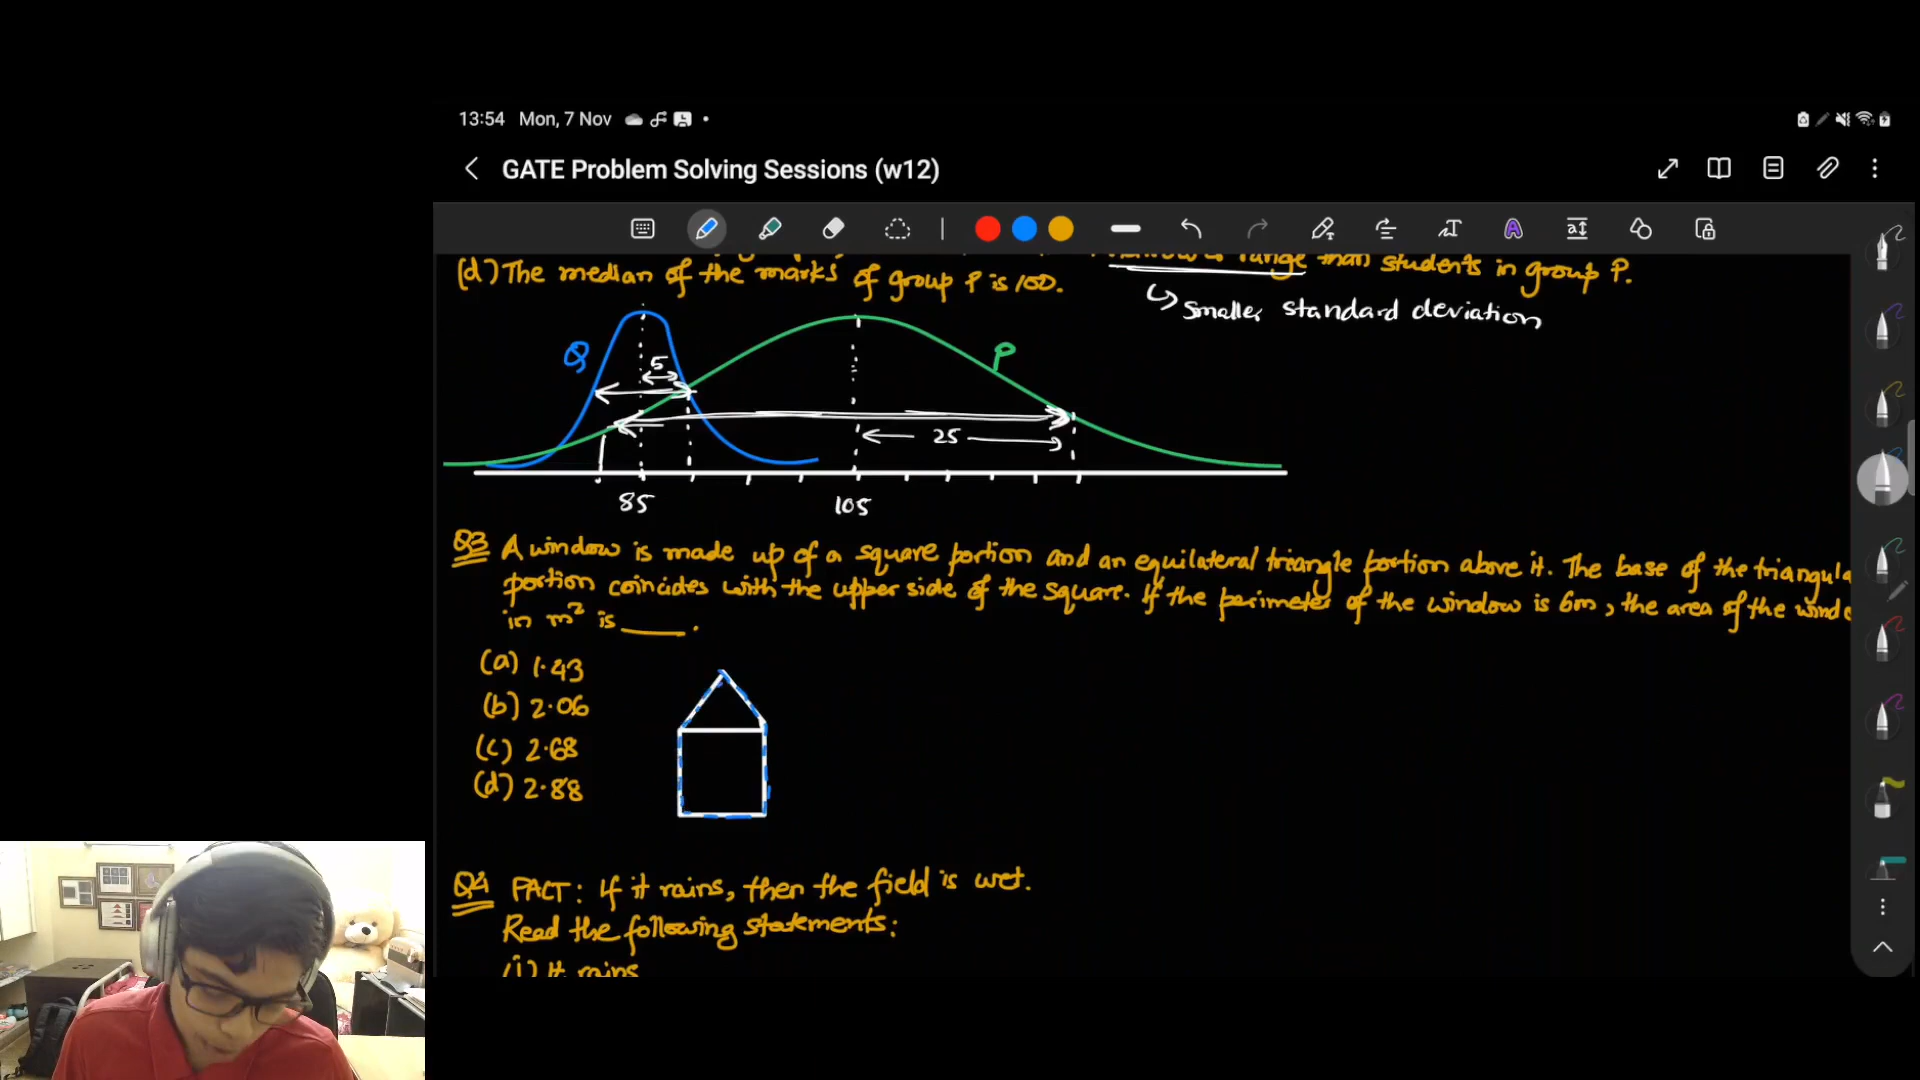 13:54 Mon, 7 Nov
GATE Problem Solving Sessions (w12)
range than students in group P.
(d) The median of the marks of group P is 100.
↳ Smaller standard deviation
Q
5
P
25
85
105
Q3 A window is made up of a square portion and an equilateral triangle portion above it. The base of the triangula
portion coincides with the upper side of the square. If the perimeter of the window is 6m, the area of the wind
in m² is ____.
(a) 1.43
(b) 2.06
(c) 2.68
(d) 2.88
Q4 FACT: If it rains, then the field is wet.
Read the following statements:
(i) It rains